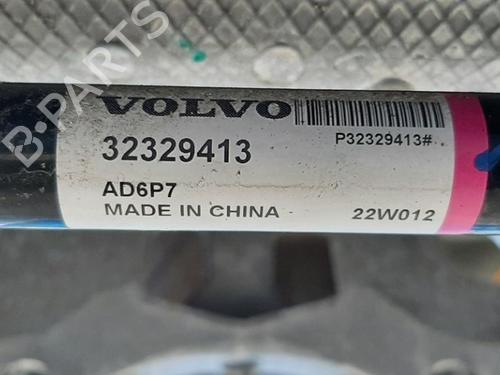 VOLVO
P32329413#
32329413
AD6P7
MADE IN CHINA
22W012
B-PARTS